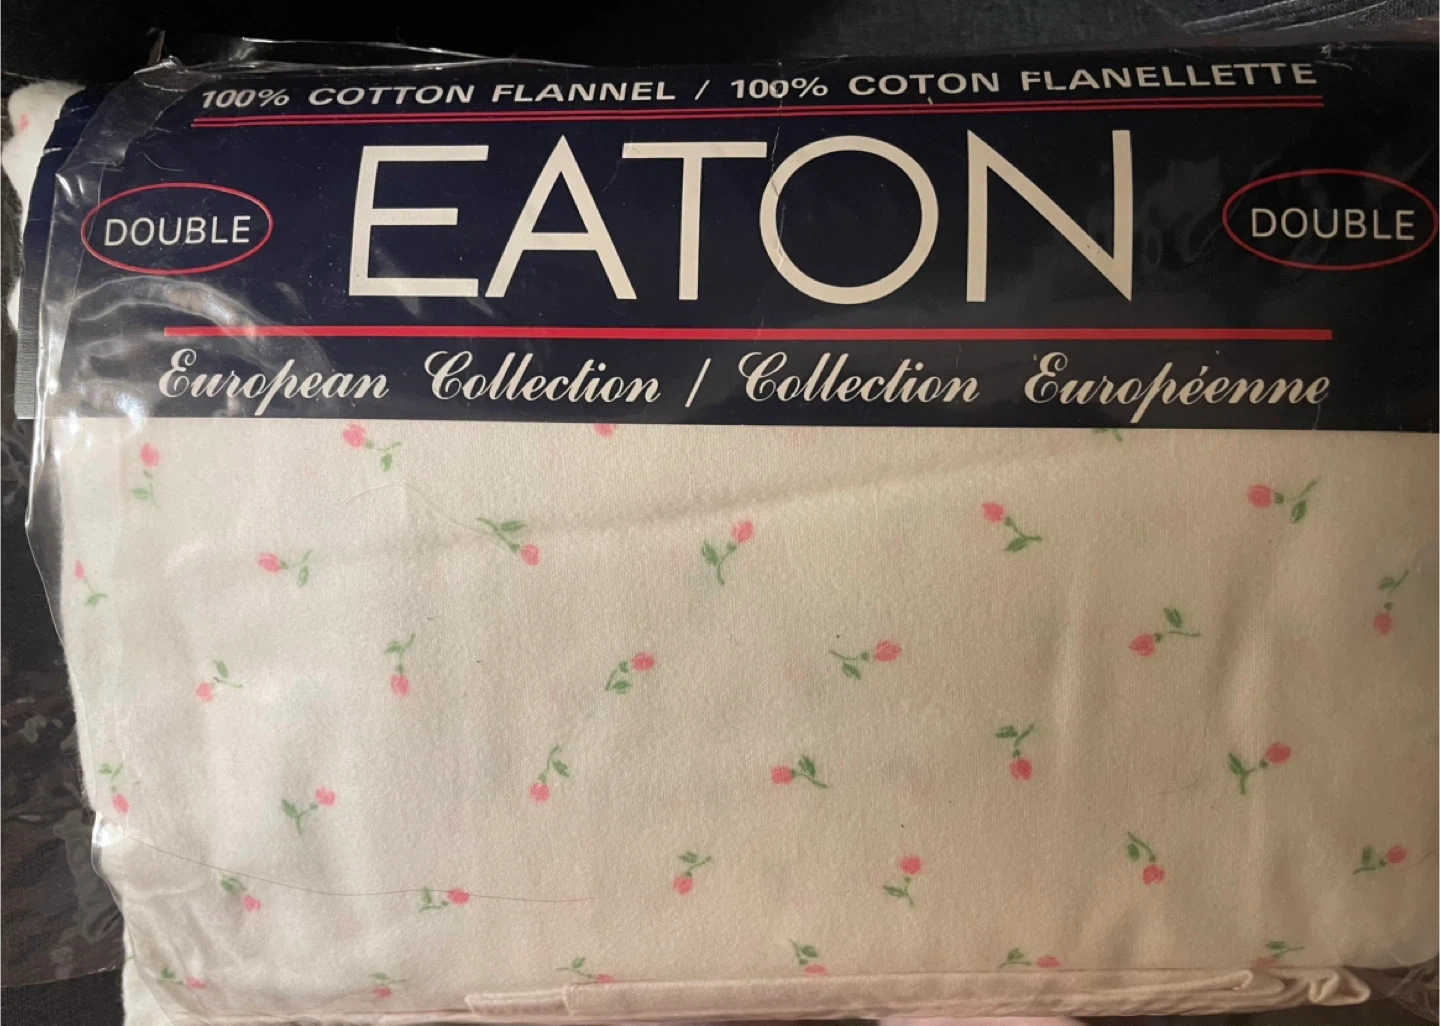 100% COTTON FLANNEL / 100% COTON FLANELLETTE
DOUBLE EATON DOUBLE
European Collection / Collection Européenne